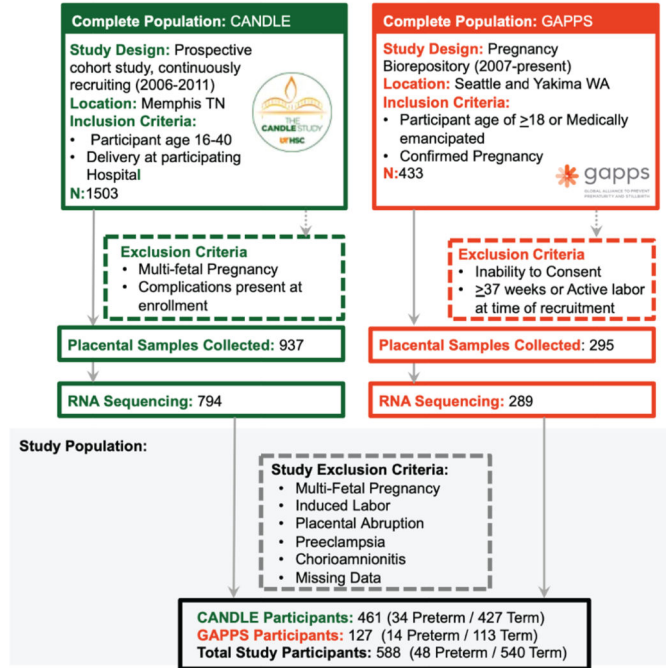 Complete Population: CANDLE
Study Design: Prospective
cohort study, continuously
recruiting (2006-2011)
Location: Memphis TN
Inclusion Criteria:
• Participant age 16-40
• Delivery at participating
Hospital
N:1503
THE
CANDLE STUDY
UTHSC
Exclusion Criteria
• Multi-fetal Pregnancy
• Complications present at
enrollment
Placental Samples Collected: 937
RNA Sequencing: 794
Complete Population: GAPPS
Study Design: Pregnancy
Biorepository (2007-present)
Location: Seattle and Yakima WA
Inclusion Criteria:
• Participant age of ≥18 or Medically
emancipated
• Confirmed Pregnancy
N:433
gapps
GLOBAL ALLIANCE TO PREVENT
PREMATURITY AND STILLBIRTH
Exclusion Criteria
• Inability to Consent
• ≥37 weeks or Active labor
at time of recruitment
Placental Samples Collected: 295
RNA Sequencing: 289
Study Population:
Study Exclusion Criteria:
• Multi-Fetal Pregnancy
• Induced Labor
• Placental Abruption
• Preeclampsia
• Chorioamnionitis
• Missing Data
CANDLE Participants: 461 (34 Preterm / 427 Term)
GAPPS Participants: 127 (14 Preterm / 113 Term)
Total Study Participants: 588 (48 Preterm / 540 Term)